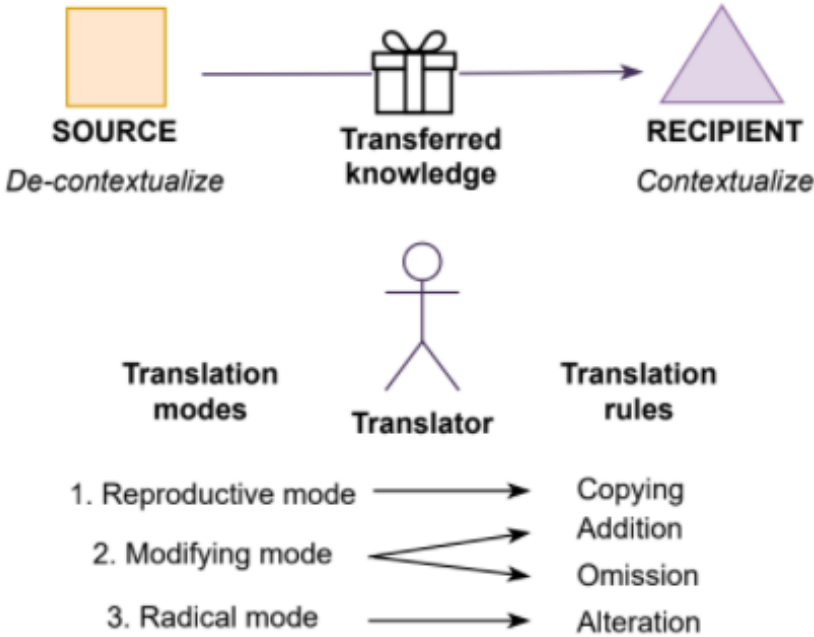 SOURCE
De-contextualize
Transferred
knowledge
RECIPIENT
Contextualize
Translation
modes
Translator
Translation
rules
1. Reproductive mode
Copying
2. Modifying mode
Addition
Omission
3. Radical mode
Alteration